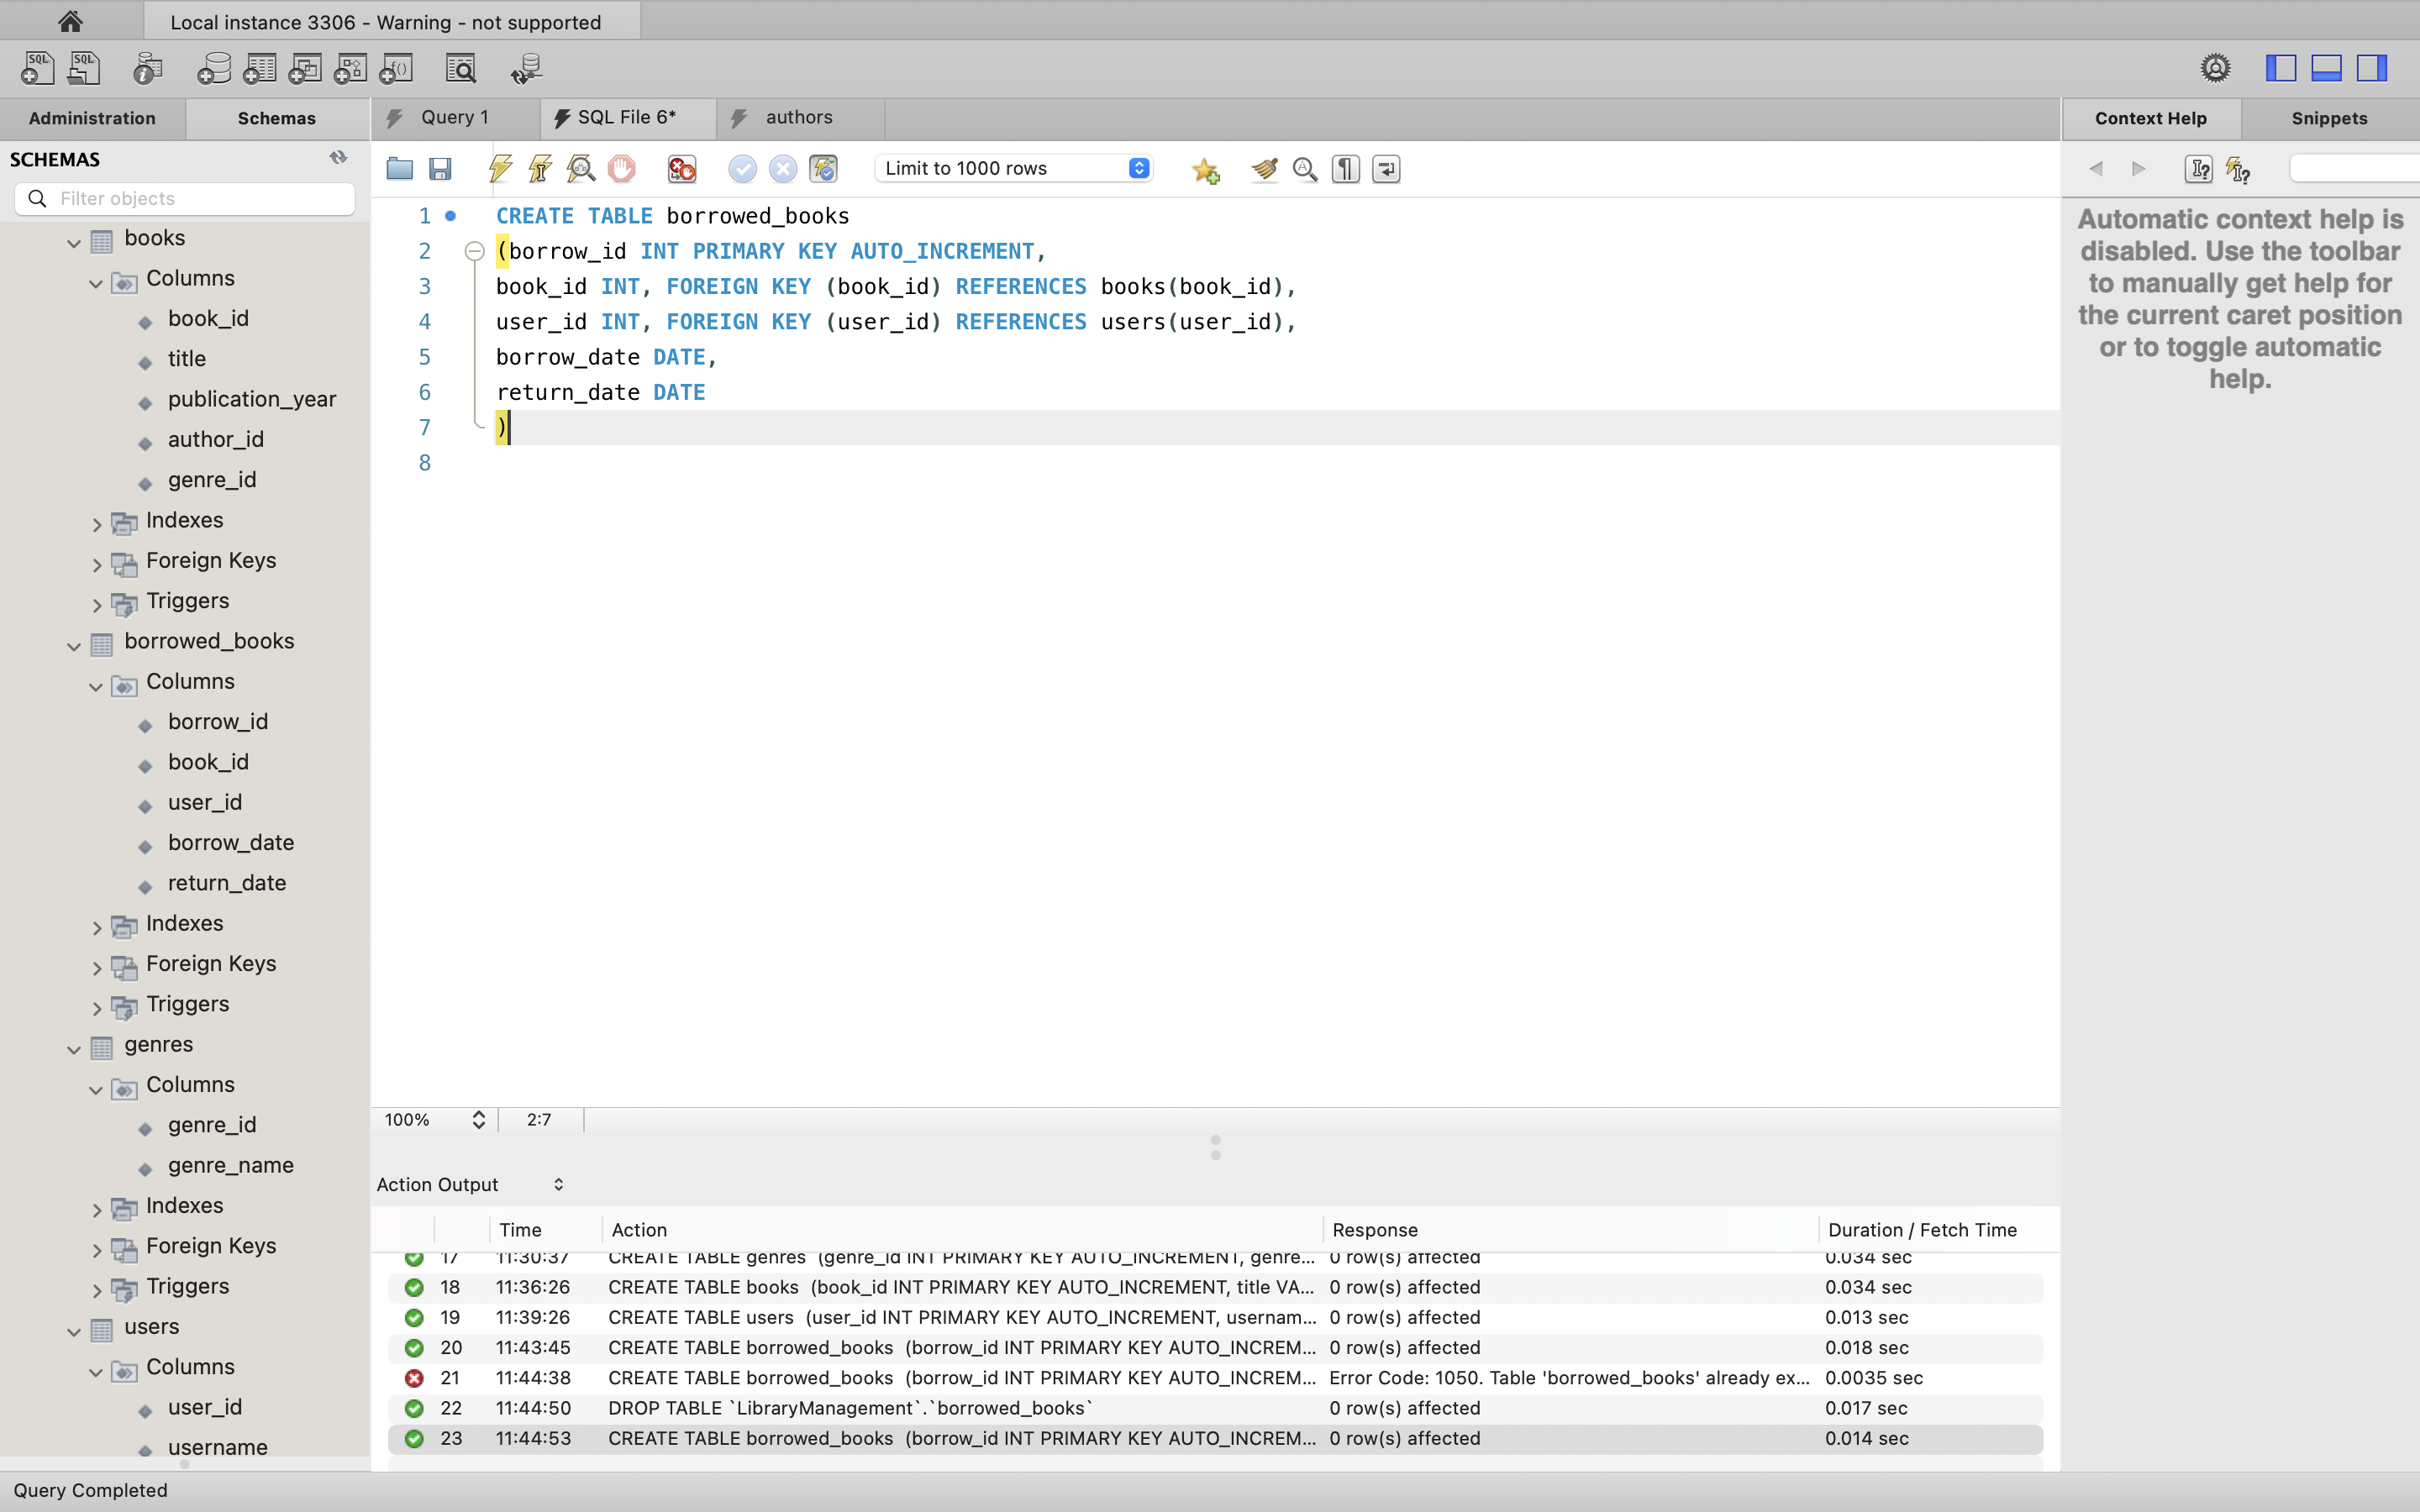 Local instance 3306 - Warning - not supported
Administration
Schemas
SCHEMAS
Filter objects
books
Columns
book_id
title
publication_year
author_id
genre_id
Indexes
Foreign Keys
Triggers
borrowed_books
Columns
borrow_id
book_id
user_id
borrow_date
return_date
Indexes
Foreign Keys
Triggers
genres
Columns
genre_id
genre_name
Indexes
Foreign Keys
Triggers
users
Columns
user_id
username
Query 1
SQL File 6*
authors
Limit to 1000 rows
1 CREATE TABLE borrowed_books
2 (borrow_id INT PRIMARY KEY AUTO_INCREMENT,
3 book_id INT, FOREIGN KEY (book_id) REFERENCES books(book_id),
4 user_id INT, FOREIGN KEY (user_id) REFERENCES users(user_id),
5 borrow_date DATE,
6 return_date DATE
7 )
8
100% 2:7
Action Output
Time Action Response Duration / Fetch Time
17 11:30:37 CREATE TABLE genres (genre_id INT PRIMARY KEY AUTO_INCREMENT, genre... 0 row(s) affected 0.034 sec
18 11:36:26 CREATE TABLE books (book_id INT PRIMARY KEY AUTO_INCREMENT, title VA... 0 row(s) affected 0.034 sec
19 11:39:26 CREATE TABLE users (user_id INT PRIMARY KEY AUTO_INCREMENT, usernam... 0 row(s) affected 0.013 sec
20 11:43:45 CREATE TABLE borrowed_books (borrow_id INT PRIMARY KEY AUTO_INCREM... 0 row(s) affected 0.018 sec
21 11:44:38 CREATE TABLE borrowed_books (borrow_id INT PRIMARY KEY AUTO_INCREM... Error Code: 1050. Table 'borrowed_books' already ex... 0.0035 sec
22 11:44:50 DROP TABLE `LibraryManagement`.`borrowed_books` 0 row(s) affected 0.017 sec
23 11:44:53 CREATE TABLE borrowed_books (borrow_id INT PRIMARY KEY AUTO_INCREM... 0 row(s) affected 0.014 sec
Context Help
Snippets
Automatic context help is
disabled. Use the toolbar
to manually get help for
the current caret position
or to toggle automatic
help.
Query Completed